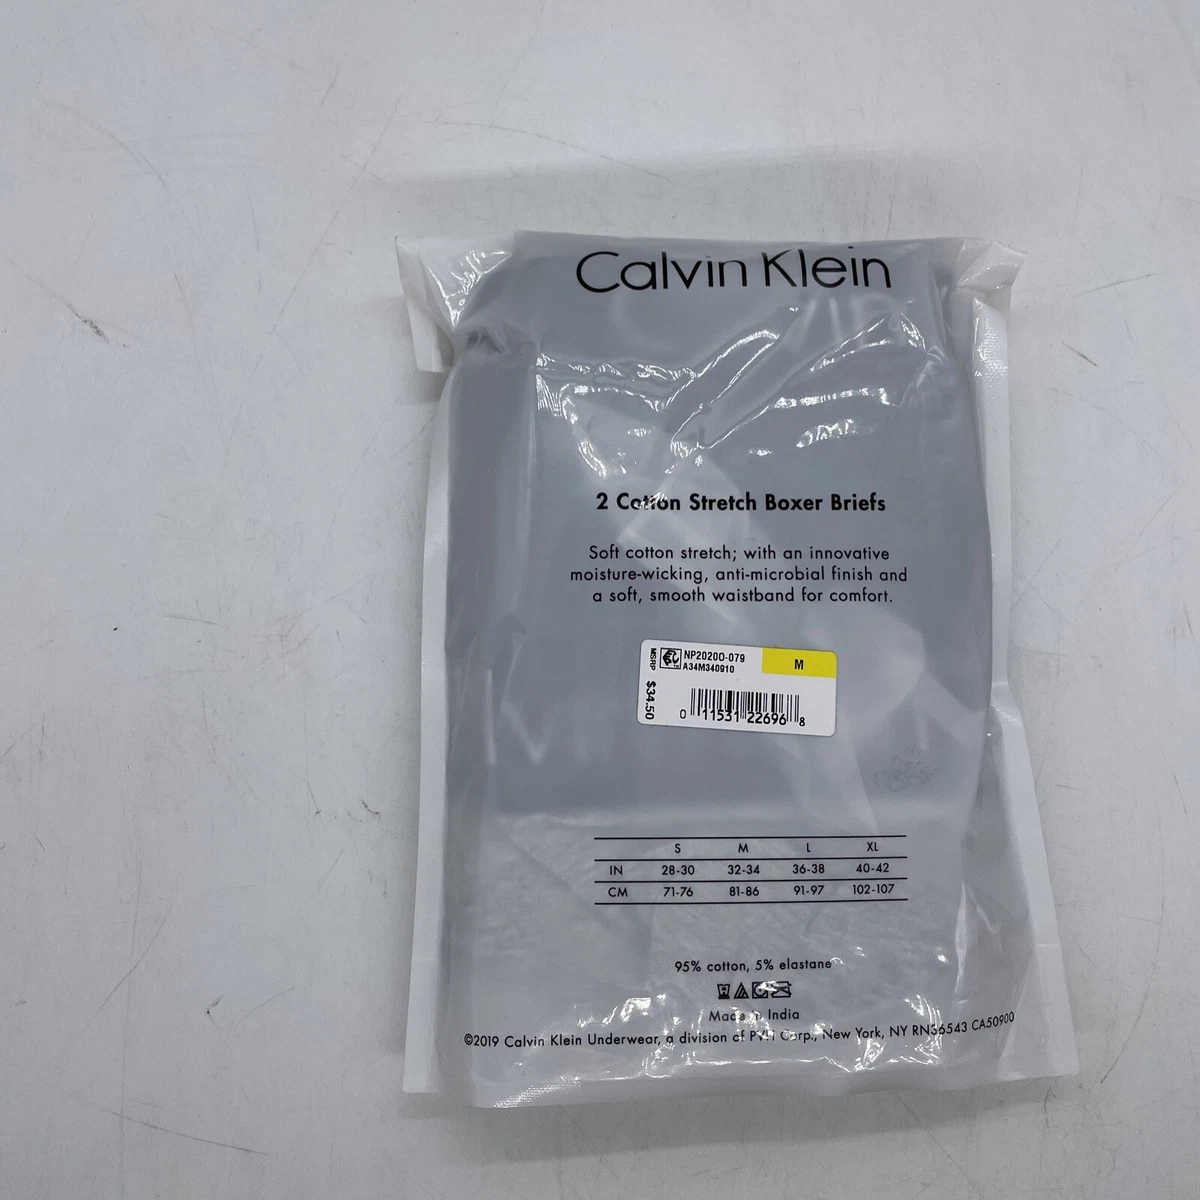 Calvin Klein
2 Cotton Stretch Boxer Briefs
Soft cotton stretch; with an innovative
moisture-wicking, anti-microbial finish and
a soft, smooth waistband for comfort.
MSRP $34.50
NP2020O-079
A34M340910
M
0 11531 22696 8
S M L XL
IN 28-30 32-34 36-38 40-42
CM 71-76 81-86 91-97 102-107
95% cotton, 5% elastane
Made in India
©2019 Calvin Klein Underwear, a division of PVH Corp., New York, NY RN36543 CA50900